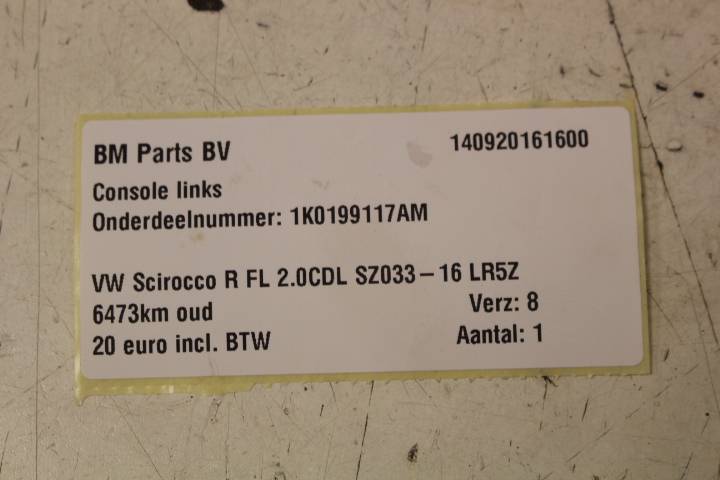 BM Parts BV 140920161600
Console links
Onderdeelnummer: 1K0199117AM
VW Scirocco R FL 2.0CDL SZ033-16 LR5Z
6473km oud Verz: 8
20 euro incl. BTW Aantal: 1